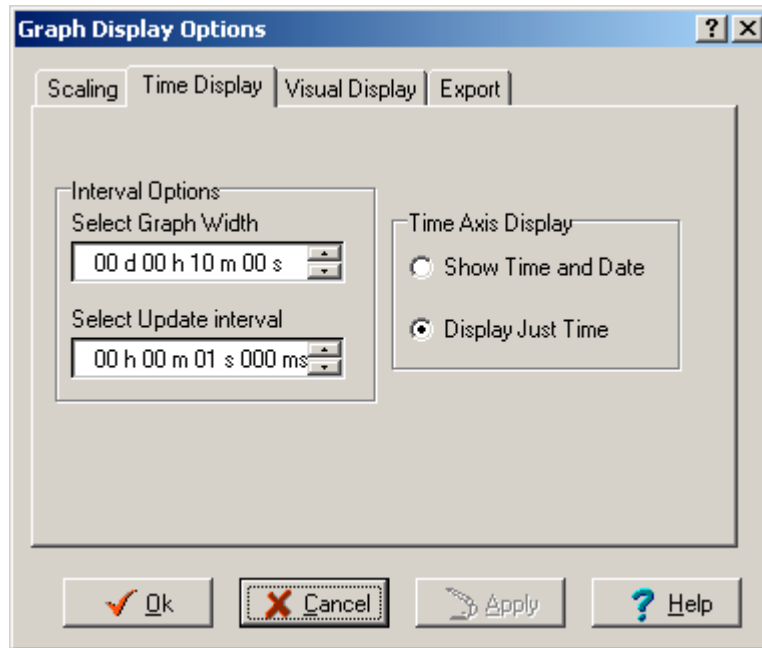 Graph Display Options
Scaling Time Display Visual Display Export
Interval Options
Select Graph Width
00 d 00 h 10 m 00 s
Select Update interval
00 h 00 m 01 s 000 ms
Time Axis Display
Show Time and Date
Display Just Time
Ok Cancel Apply Help